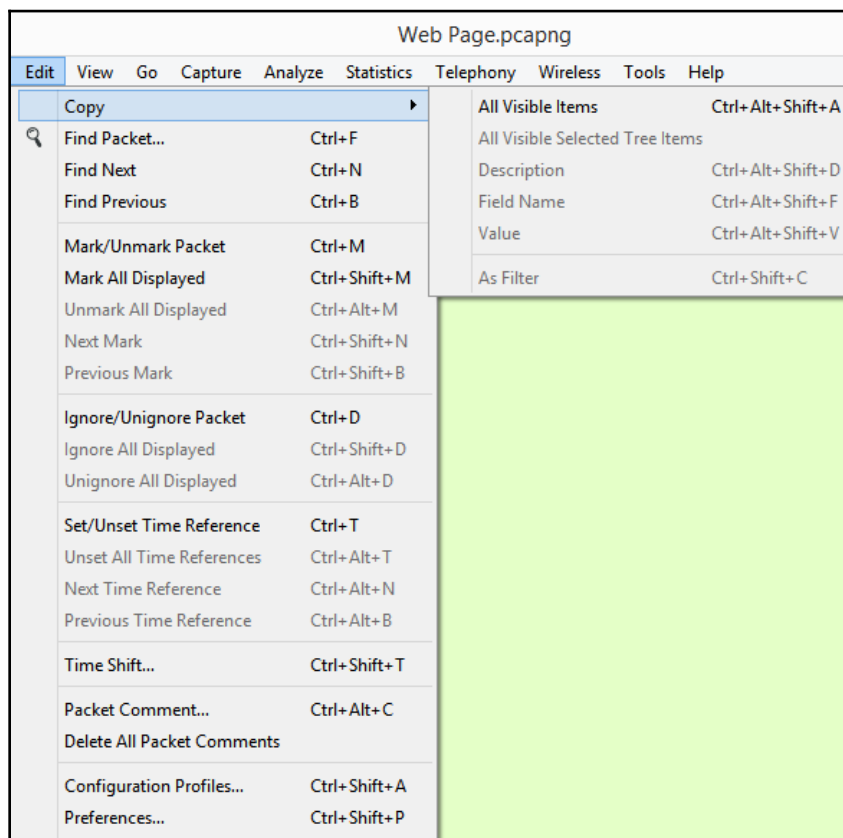 Web Page.pcapng
Edit View Go Capture Analyze Statistics Telephony Wireless Tools Help
Copy
Find Packet... Ctrl+F
Find Next Ctrl+N
Find Previous Ctrl+B
Mark/Unmark Packet Ctrl+M
Mark All Displayed Ctrl+Shift+M
Unmark All Displayed Ctrl+Alt+M
Next Mark Ctrl+Shift+N
Previous Mark Ctrl+Shift+B
Ignore/Unignore Packet Ctrl+D
Ignore All Displayed Ctrl+Shift+D
Unignore All Displayed Ctrl+Alt+D
Set/Unset Time Reference Ctrl+T
Unset All Time References Ctrl+Alt+T
Next Time Reference Ctrl+Alt+N
Previous Time Reference Ctrl+Alt+B
Time Shift... Ctrl+Shift+T
Packet Comment... Ctrl+Alt+C
Delete All Packet Comments
Configuration Profiles... Ctrl+Shift+A
Preferences... Ctrl+Shift+P
All Visible Items Ctrl+Alt+Shift+A
All Visible Selected Tree Items
Description Ctrl+Alt+Shift+D
Field Name Ctrl+Alt+Shift+F
Value Ctrl+Alt+Shift+V
As Filter Ctrl+Shift+C